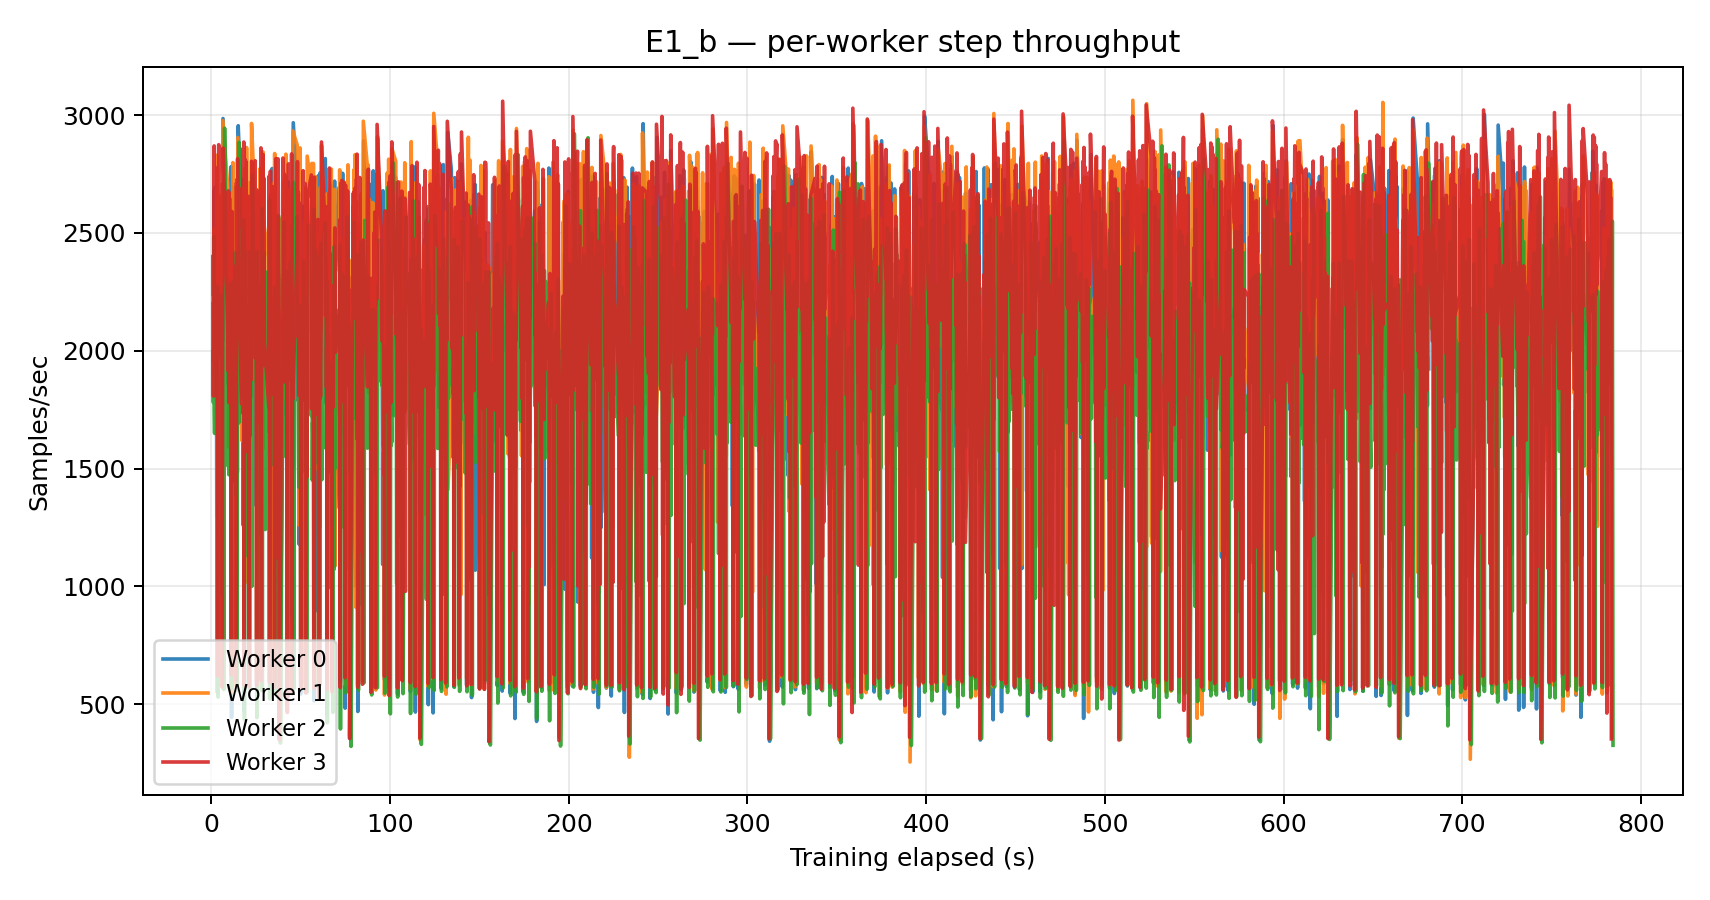 E1_b — per-worker step throughput
Samples/sec
3000
2500
2000
1500
1000
500
Worker 0
Worker 1
Worker 2
Worker 3
0 100 200 300 400 500 600 700 800
Training elapsed (s)